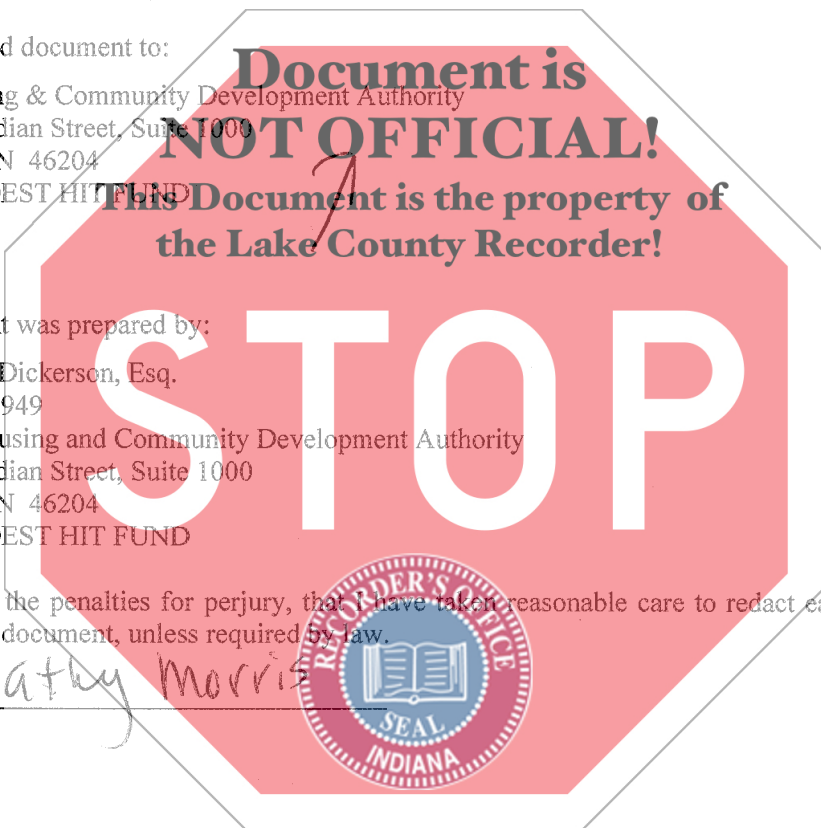 d document to:
Document is
g & Community Development Authority
dian Street, Suite 1000
NOT OFFICIAL!
N 46204
EST HIT FUND
This Document is the property of
the Lake County Recorder!
t was prepared by:
Dickerson, Esq.
949
using and Community Development Authority
dian Street, Suite 1000
N 46204
EST HIT FUND
STOP
the penalties for perjury, that I have taken reasonable care to redact ea
document, unless required by law.
athy Morris
RECORDER'S OFFICE
SEAL
INDIANA